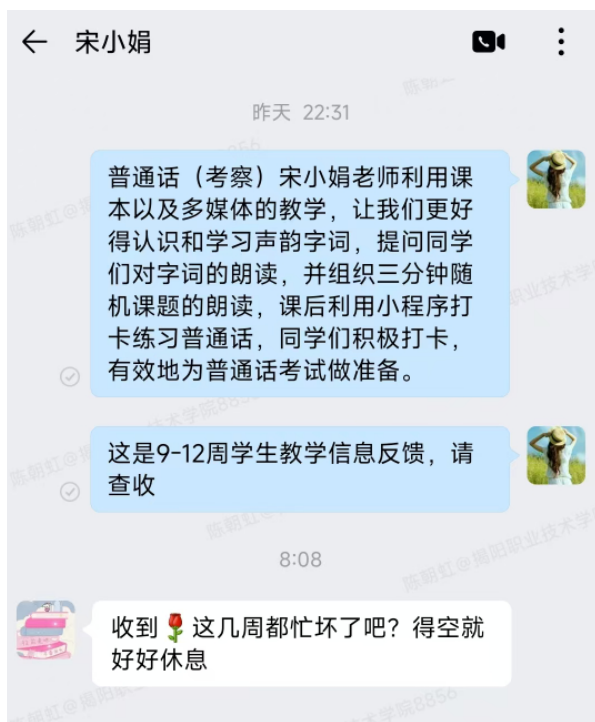 宋小娟
昨天 22:31
普通话（考察）宋小娟老师利用课
本以及多媒体的教学，让我们更好
得认识和学习声韵字词，提问同学
们对字词的朗读，并组织三分钟随
机课题的朗读，课后利用小程序打
卡练习普通话，同学们积极打卡，
有效地为普通话考试做准备。
这是9-12周学生教学信息反馈，请
查收
8:08
收到🌹这几周都忙坏了吧？得空就
好好休息